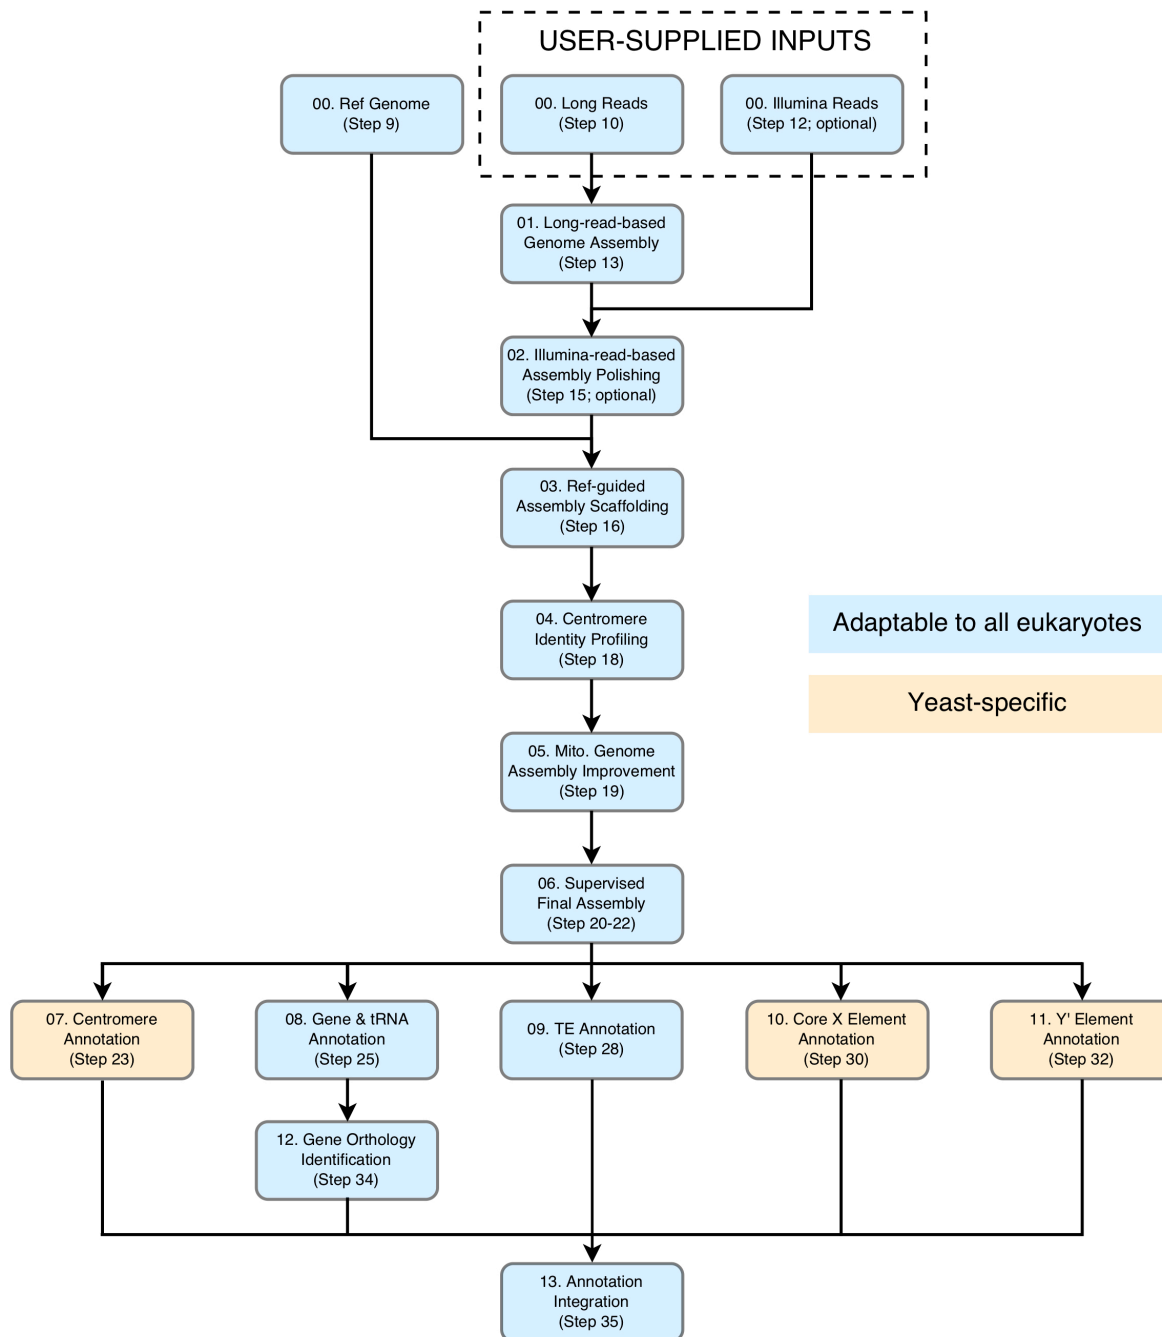 USER-SUPPLIED INPUTS
00. Ref Genome
(Step 9)
00. Long Reads
(Step 10)
00. Illumina Reads
(Step 12; optional)
01. Long-read-based
Genome Assembly
(Step 13)
02. Illumina-read-based
Assembly Polishing
(Step 15; optional)
03. Ref-guided
Assembly Scaffolding
(Step 16)
04. Centromere
Identity Profiling
(Step 18)
Adaptable to all eukaryotes
Yeast-specific
05. Mito. Genome
Assembly Improvement
(Step 19)
06. Supervised
Final Assembly
(Step 20-22)
07. Centromere
Annotation
(Step 23)
08. Gene & tRNA
Annotation
(Step 25)
09. TE Annotation
(Step 28)
10. Core X Element
Annotation
(Step 30)
11. Y' Element
Annotation
(Step 32)
12. Gene Orthology
Identification
(Step 34)
13. Annotation
Integration
(Step 35)